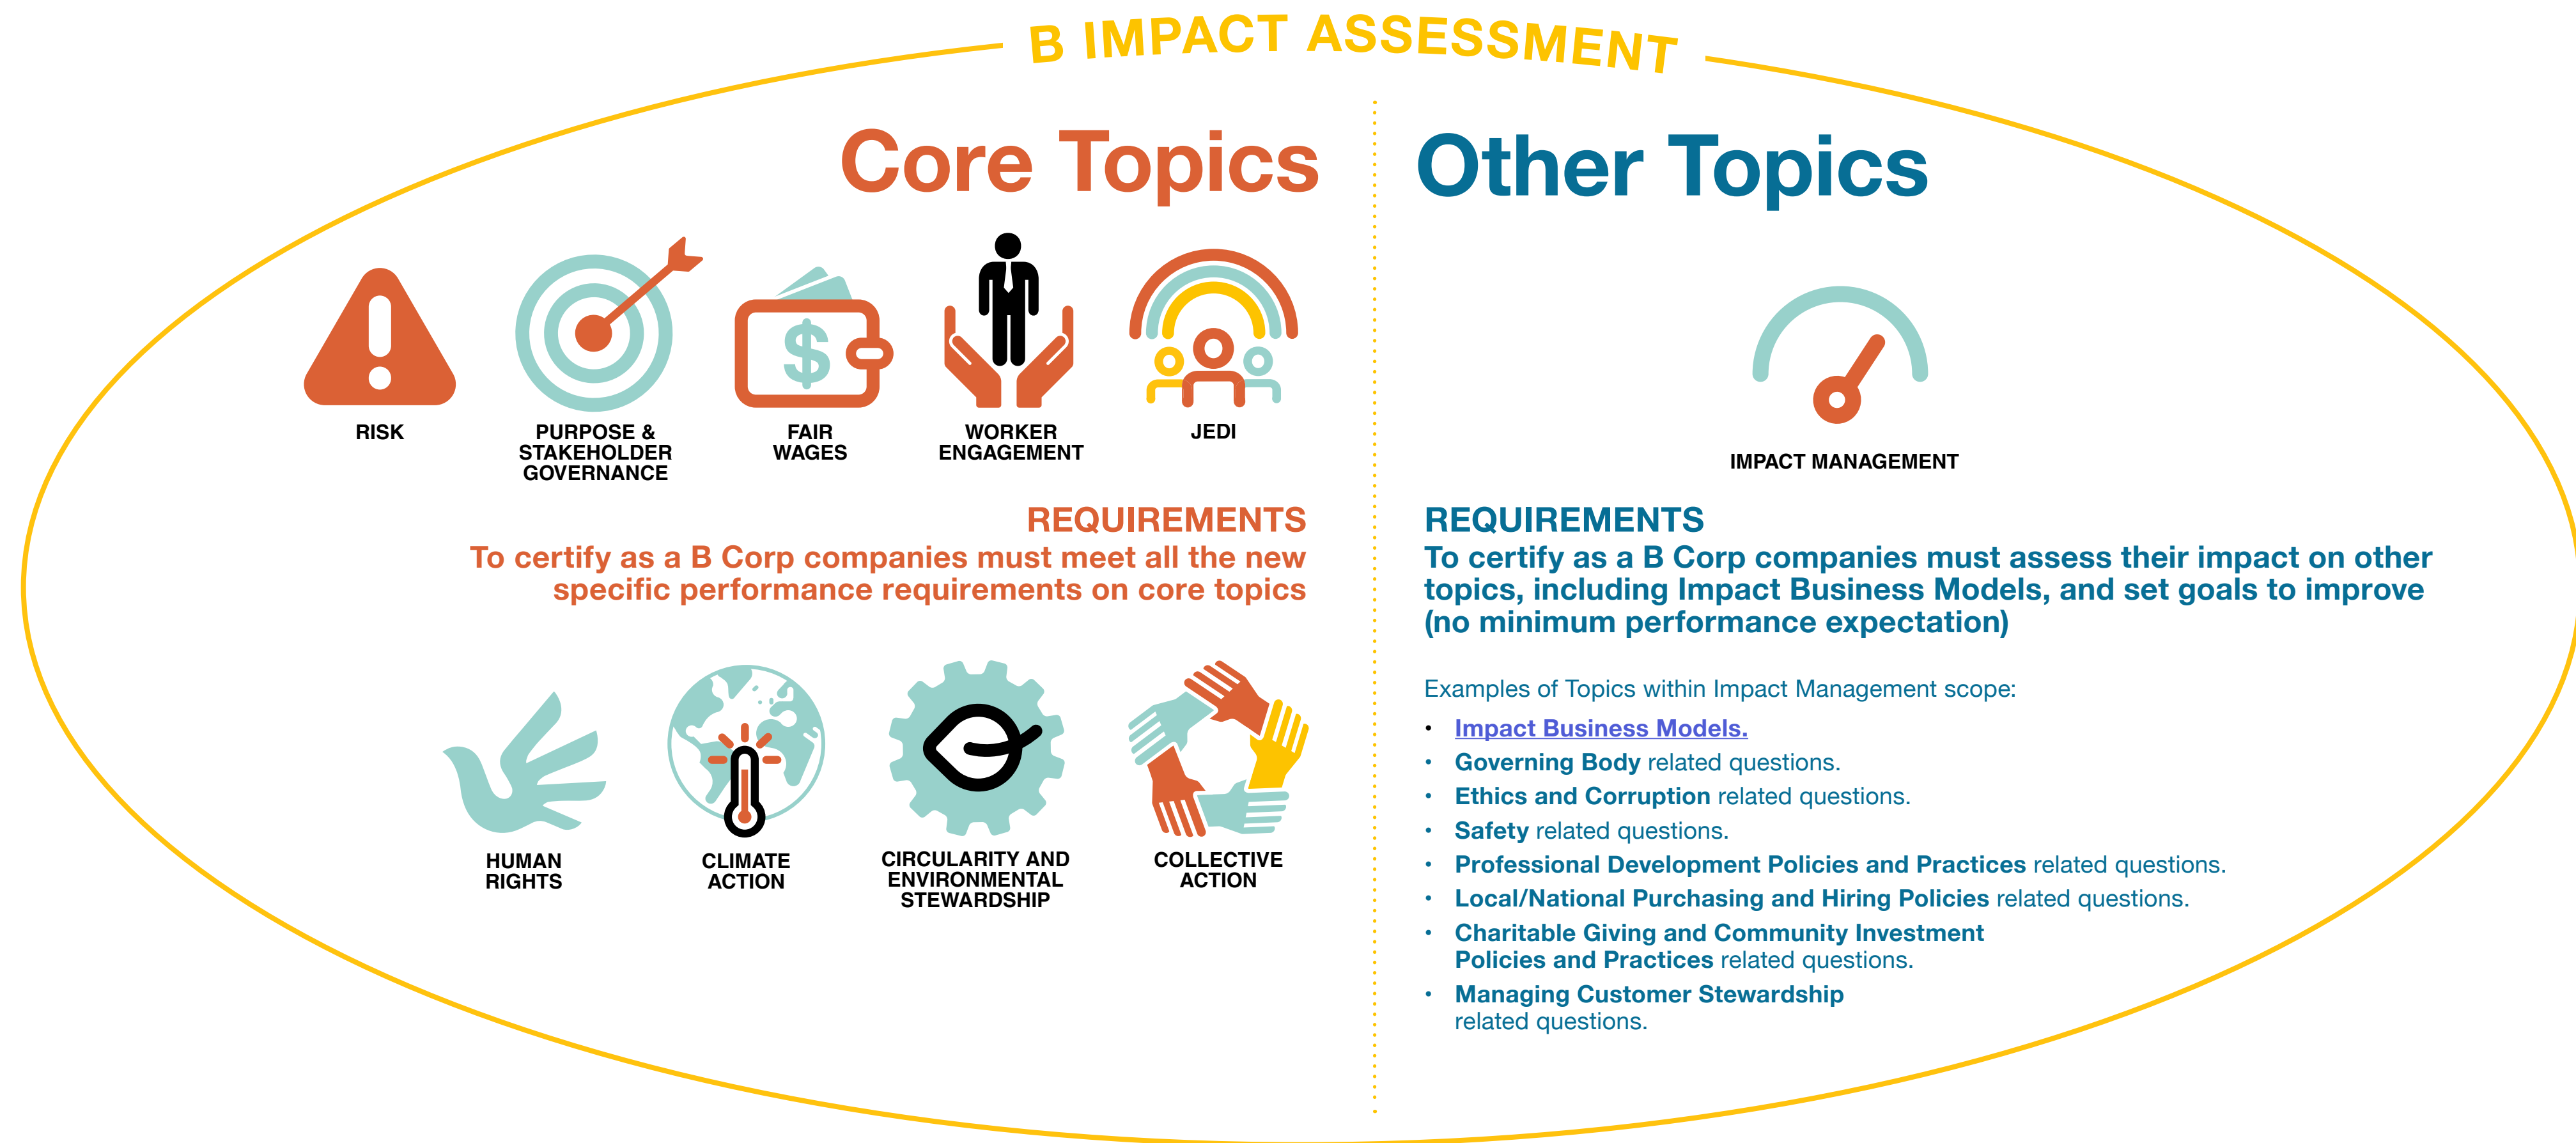 B IMPACT ASSESSMENT
Core Topics
RISK
PURPOSE &
STAKEHOLDER
GOVERNANCE
FAIR
WAGES
WORKER
ENGAGEMENT
JEDI
REQUIREMENTS
To certify as a B Corp companies must meet all the new
specific performance requirements on core topics
HUMAN
RIGHTS
CLIMATE
ACTION
CIRCULARITY AND
ENVIRONMENTAL
STEWARDSHIP
COLLECTIVE
ACTION
Other Topics
IMPACT MANAGEMENT
REQUIREMENTS
To certify as a B Corp companies must assess their impact on other
topics, including Impact Business Models, and set goals to improve
(no minimum performance expectation)
Examples of Topics within Impact Management scope:
• Impact Business Models.
• Governing Body related questions.
• Ethics and Corruption related questions.
• Safety related questions.
• Professional Development Policies and Practices related questions.
• Local/National Purchasing and Hiring Policies related questions.
• Charitable Giving and Community Investment
Policies and Practices related questions.
• Managing Customer Stewardship
related questions.